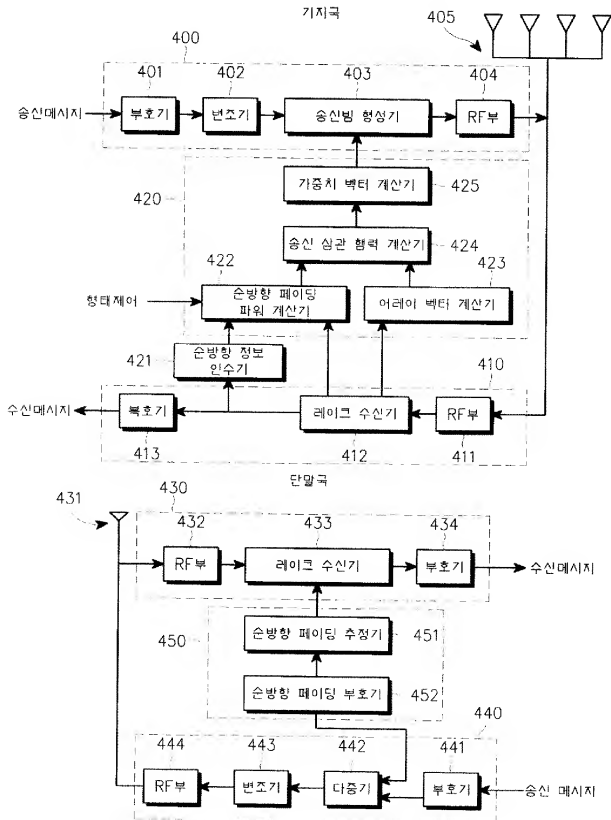 기지국
405
400
401
402
403
404
송신메시지
부호기
변조기
송신빔 형성기
RF부
420
가중치 벡터 계산기
425
송신 상관 행력 계산기
424
422
423
형태제어
순방향 페이딩
파워 계산기
어레이 벡터 계산기
421
순방향 정보
인수기
410
수신메시지
복호기
레이크 수신기
RF부
413
412
411
단말국
431
430
432
433
434
RF부
레이크 수신기
부호기
수신메시지
450
순방향 페이딩 추정기
451
순방향 페이딩 부호기
452
440
444
443
442
441
RF부
변조기
다중기
부호기
송신 메시지